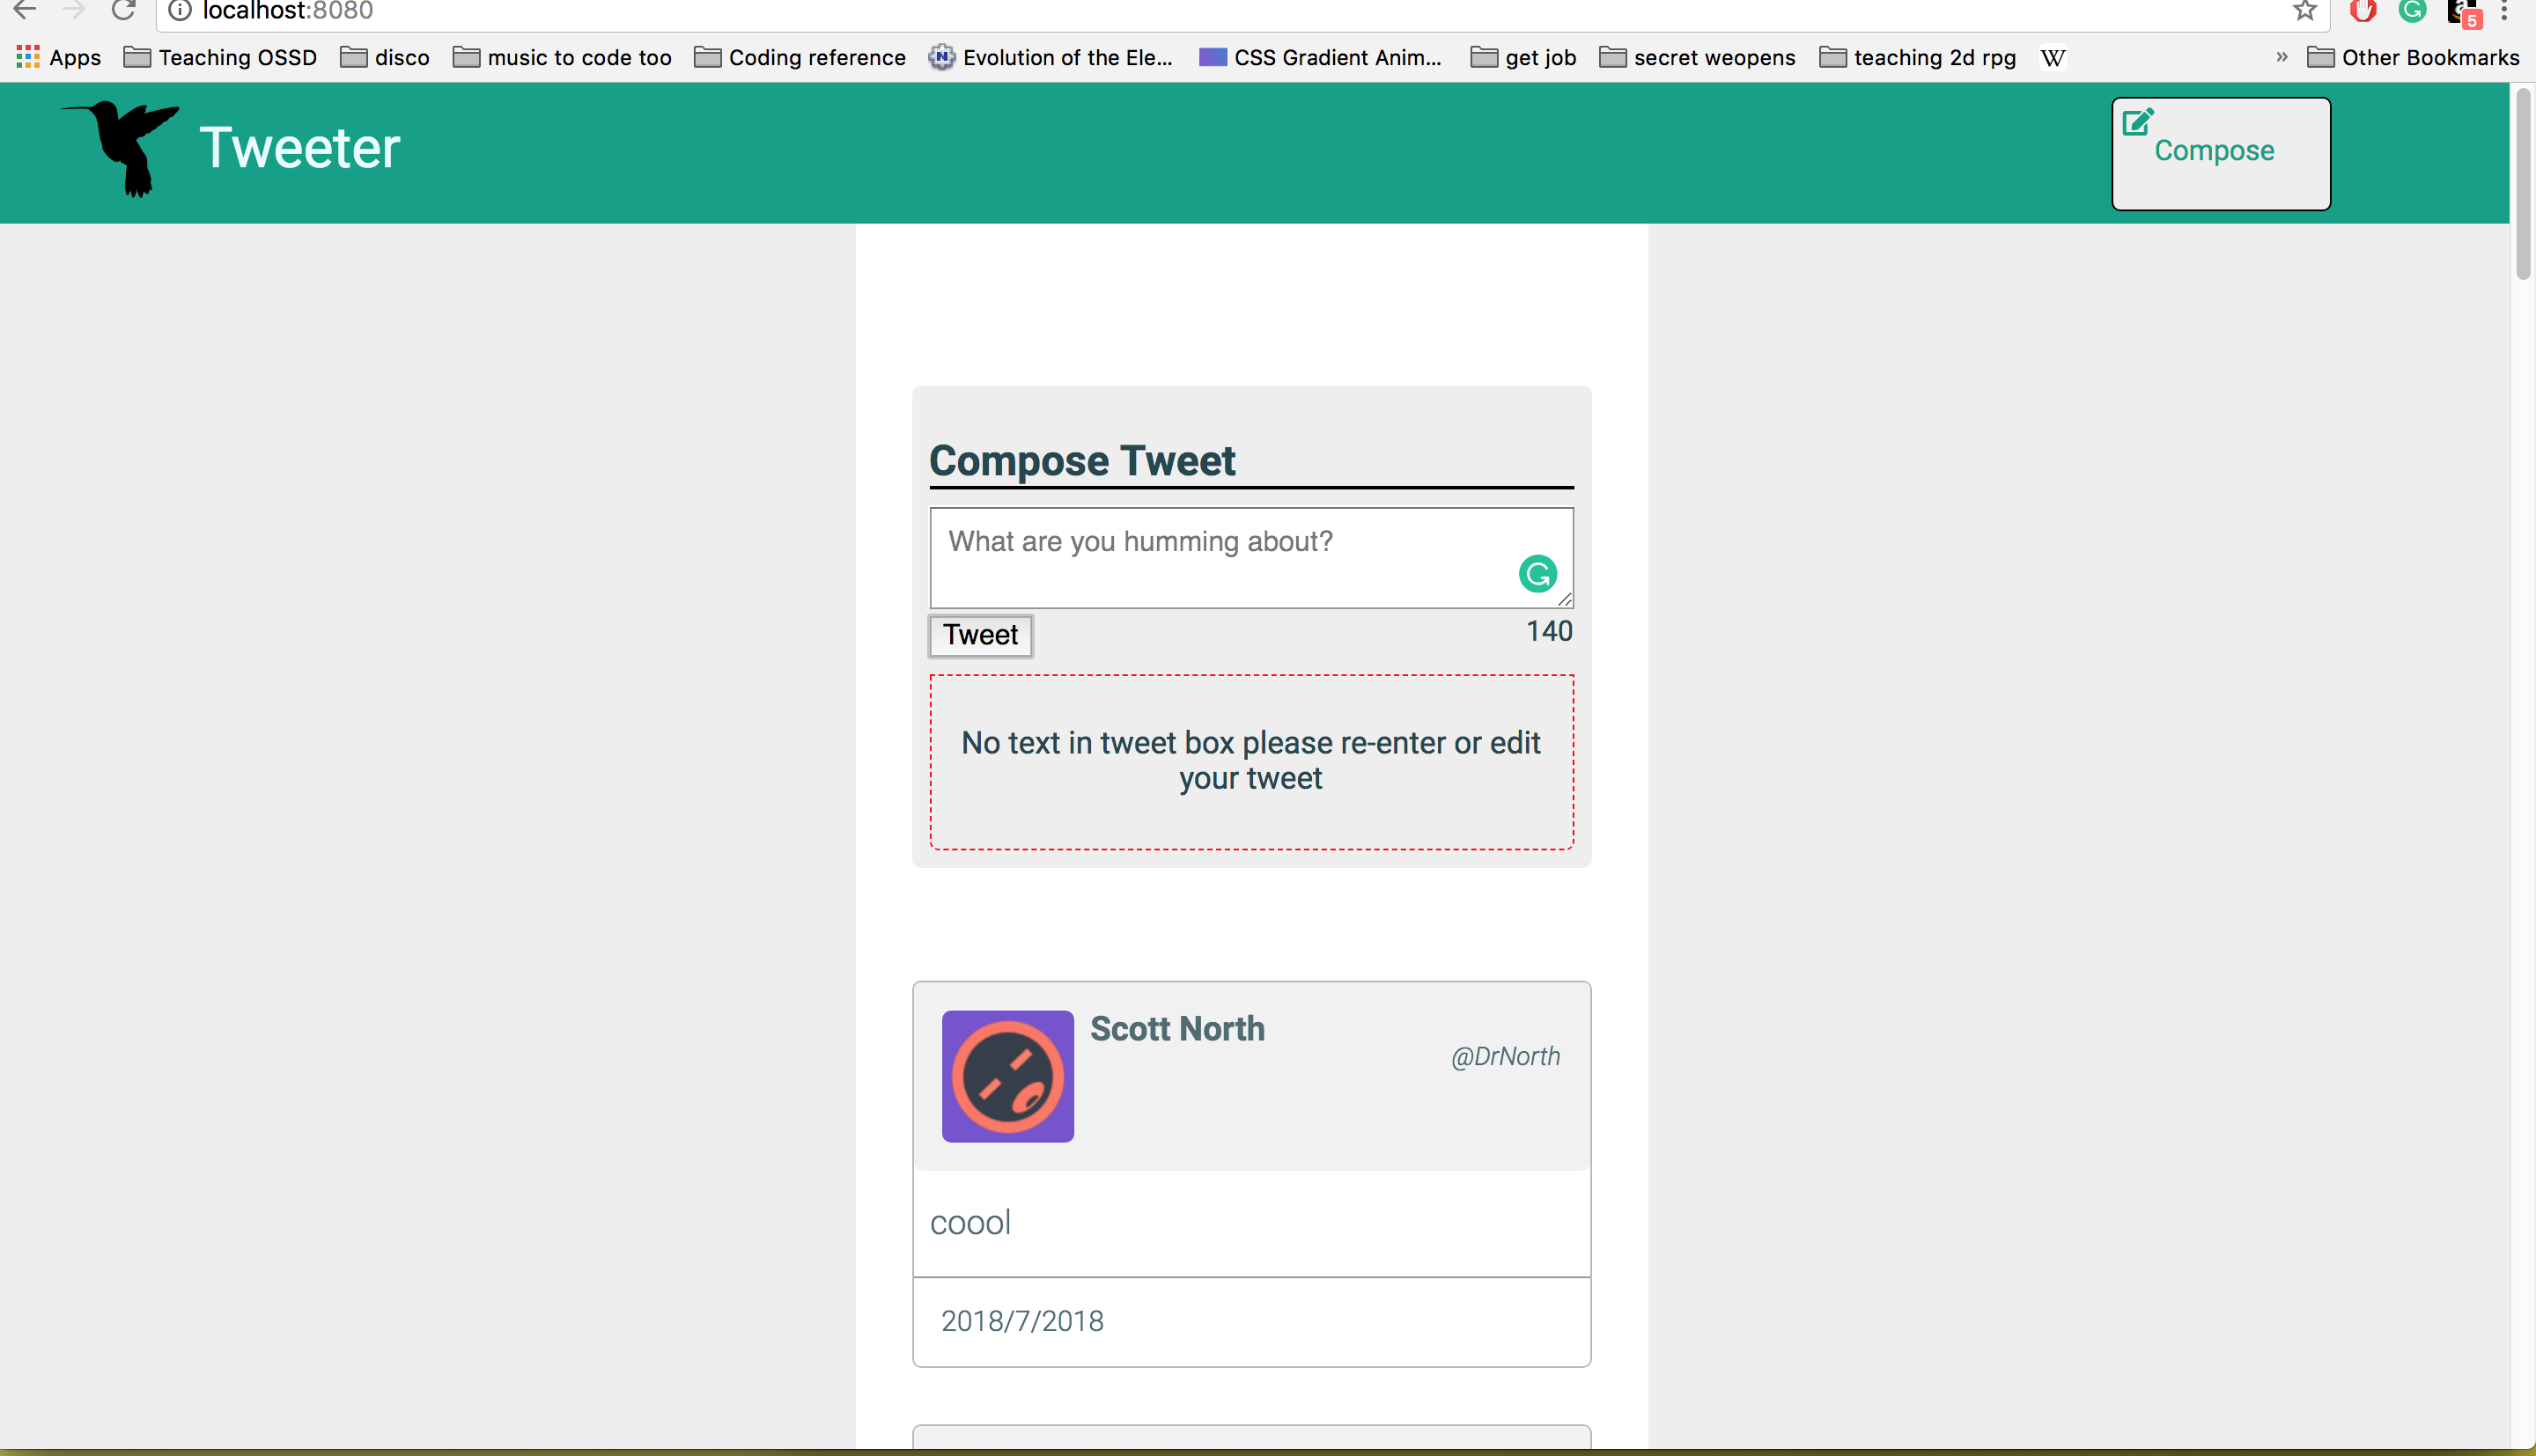 localhost:8080
5
Apps Teaching OSSD disco music to code too Coding reference Evolution of the Ele... CSS Gradient Anim... get job secret weopens teaching 2d rpg W » Other Bookmarks
Tweeter
Compose
Compose Tweet
What are you humming about?
Tweet 140
No text in tweet box please re-enter or edit
your tweet
Scott North
@DrNorth
coool
2018/7/2018